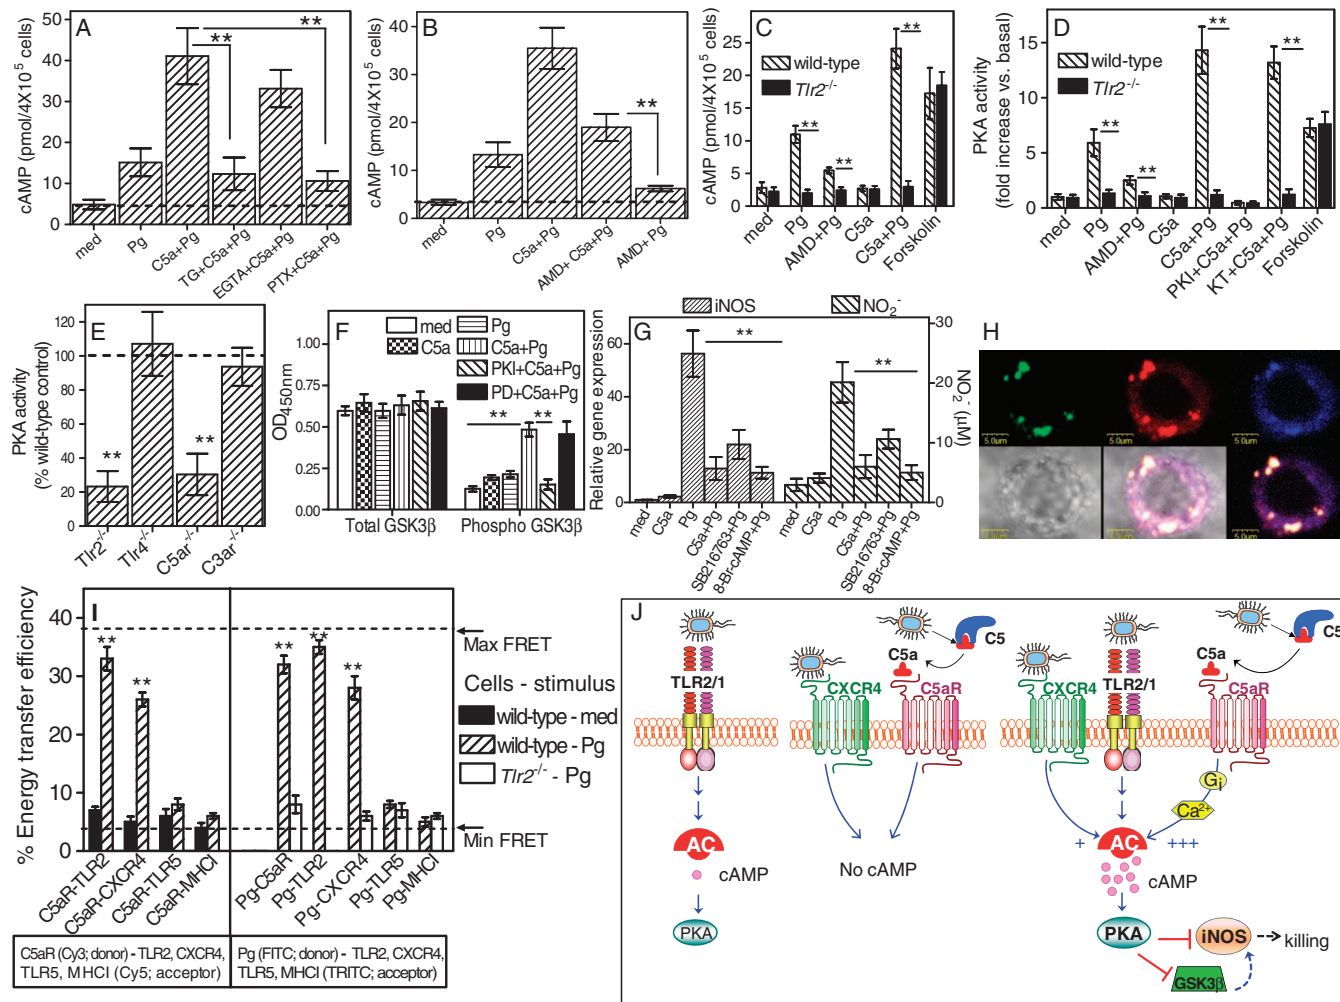 A
cAMP (pmol/4X10⁵ cells)
50
40
30
20
10
0
**
**
med
Pg
C5a+Pg
TG+C5a+Pg
EGTA+C5a+Pg
PTX+C5a+Pg
B
cAMP (pmol/4X10⁵ cells)
40
30
20
10
0
**
med
Pg
C5a+Pg
AMD+ C5a+Pg
AMD+ Pg
C
cAMP (pmol/4X10⁵ cells)
25
20
15
10
5
0
wild-type
Tlr2⁻/⁻
**
**
**
med
Pg
AMD+Pg
C5a
C5a+Pg
Forskolin
D
PKA activity
(fold increase vs. basal)
15
10
5
0
wild-type
Tlr2⁻/⁻
**
**
**
**
med
Pg
AMD+Pg
C5a
C5a+Pg
PKI+C5a+Pg
KT+C5a+Pg
Forskolin
E
PKA activity
(% wild-type control)
120
100
80
60
40
20
0
**
**
Tlr2⁻/⁻
Tlr4⁻/⁻
C5ar⁻/⁻
C3ar⁻/⁻
F
OD450nm
1.00
0.75
0.50
0.25
0.00
med
Pg
C5a
C5a+Pg
PKI+C5a+Pg
PD+C5a+Pg
**
**
Total GSK3β
Phospho GSK3β
iNOS
NO₂⁻
G
Relative gene expression
60
40
20
0
**
**
30
20
10
0
NO₂⁻ (μM)
med
C5a
Pg
C5a+Pg
SB216763+Pg
8-Br-cAMP+Pg
med
C5a
Pg
C5a+Pg
SB216763+Pg
8-Br-cAMP+Pg
H
5.0um
5.0um
5.0um
I
% Energy transfer efficiency
40
30
20
10
0
**
**
**
**
**
Max FRET
Cells - stimulus
wild-type - med
wild-type - Pg
Tlr2⁻/⁻ - Pg
Min FRET
C5aR-TLR2
C5aR-CXCR4
C5aR-TLR5
C5aR-MHCI
Pg-C5aR
Pg-TLR2
Pg-CXCR4
Pg-TLR5
Pg-MHCI
C5aR (Cy3; donor) - TLR2, CXCR4,
TLR5, MHCI (Cy5; acceptor)
Pg (FITC; donor) - TLR2, CXCR4,
TLR5, MHCI (TRITC; acceptor)
J
TLR2/1
AC
cAMP
PKA
C5
C5a
CXCR4
C5aR
No cAMP
C5
C5a
CXCR4
TLR2/1
C5aR
Gi
Ca²⁺
+
AC
+++
cAMP
PKA
iNOS
killing
GSK3β